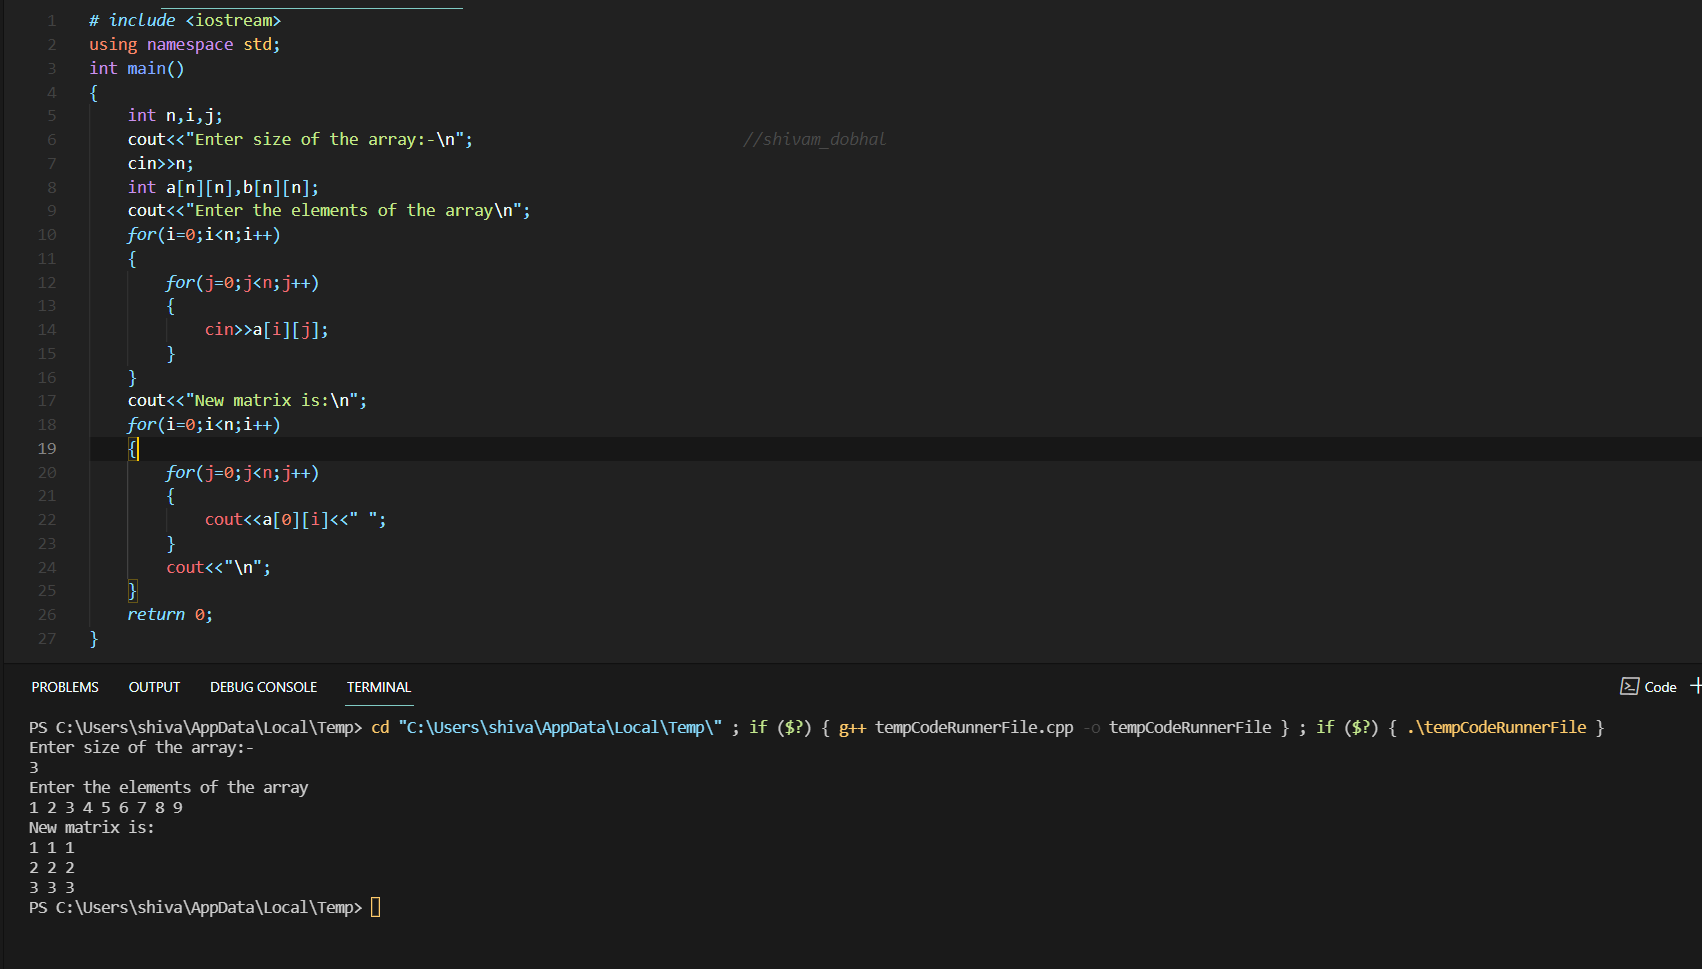 1 # include <iostream>
2 using namespace std;
3 int main()
4 {
5 int n,i,j;
6 cout<<"Enter size of the array:-\n"; //shivam_dobhal
7 cin>>n;
8 int a[n][n],b[n][n];
9 cout<<"Enter the elements of the array\n";
10 for(i=0;i<n;i++)
11 {
12 for(j=0;j<n;j++)
13 {
14 cin>>a[i][j];
15 }
16 }
17 cout<<"New matrix is:\n";
18 for(i=0;i<n;i++)
19 {
20 for(j=0;j<n;j++)
21 {
22 cout<<a[0][i]<<" ";
23 }
24 cout<<"\n";
25 }
26 return 0;
27 }
PROBLEMS OUTPUT DEBUG CONSOLE TERMINAL Code +
PS C:\Users\shiva\AppData\Local\Temp> cd "C:\Users\shiva\AppData\Local\Temp\" ; if ($?) { g++ tempCodeRunnerFile.cpp -o tempCodeRunnerFile } ; if ($?) { .\tempCodeRunnerFile }
Enter size of the array:-
3
Enter the elements of the array
1 2 3 4 5 6 7 8 9
New matrix is:
1 1 1
2 2 2
3 3 3
PS C:\Users\shiva\AppData\Local\Temp>